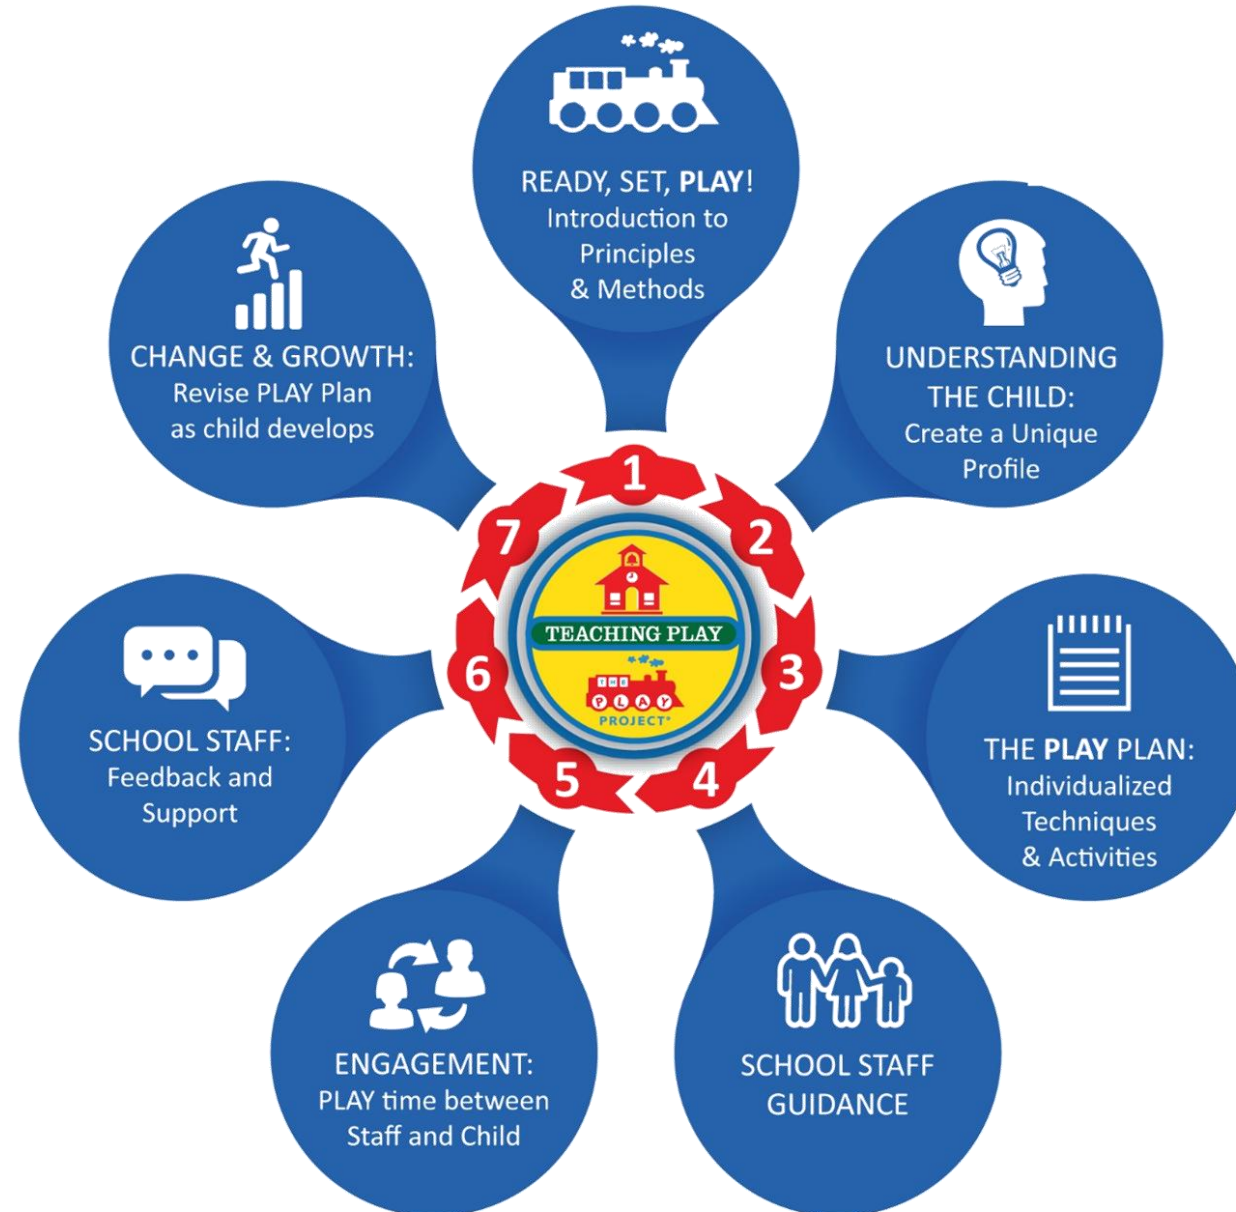 READY, SET, PLAY!
Introduction to
Principles
& Methods
UNDERSTANDING
THE CHILD:
Create a Unique
Profile
THE PLAY PLAN:
Individualized
Techniques
& Activities
SCHOOL STAFF
GUIDANCE
ENGAGEMENT:
PLAY time between
Staff and Child
SCHOOL STAFF:
Feedback and
Support
CHANGE & GROWTH:
Revise PLAY Plan
as child develops
1
2
3
4
5
6
7
TEACHING PLAY
THE
PLAY
PROJECT®